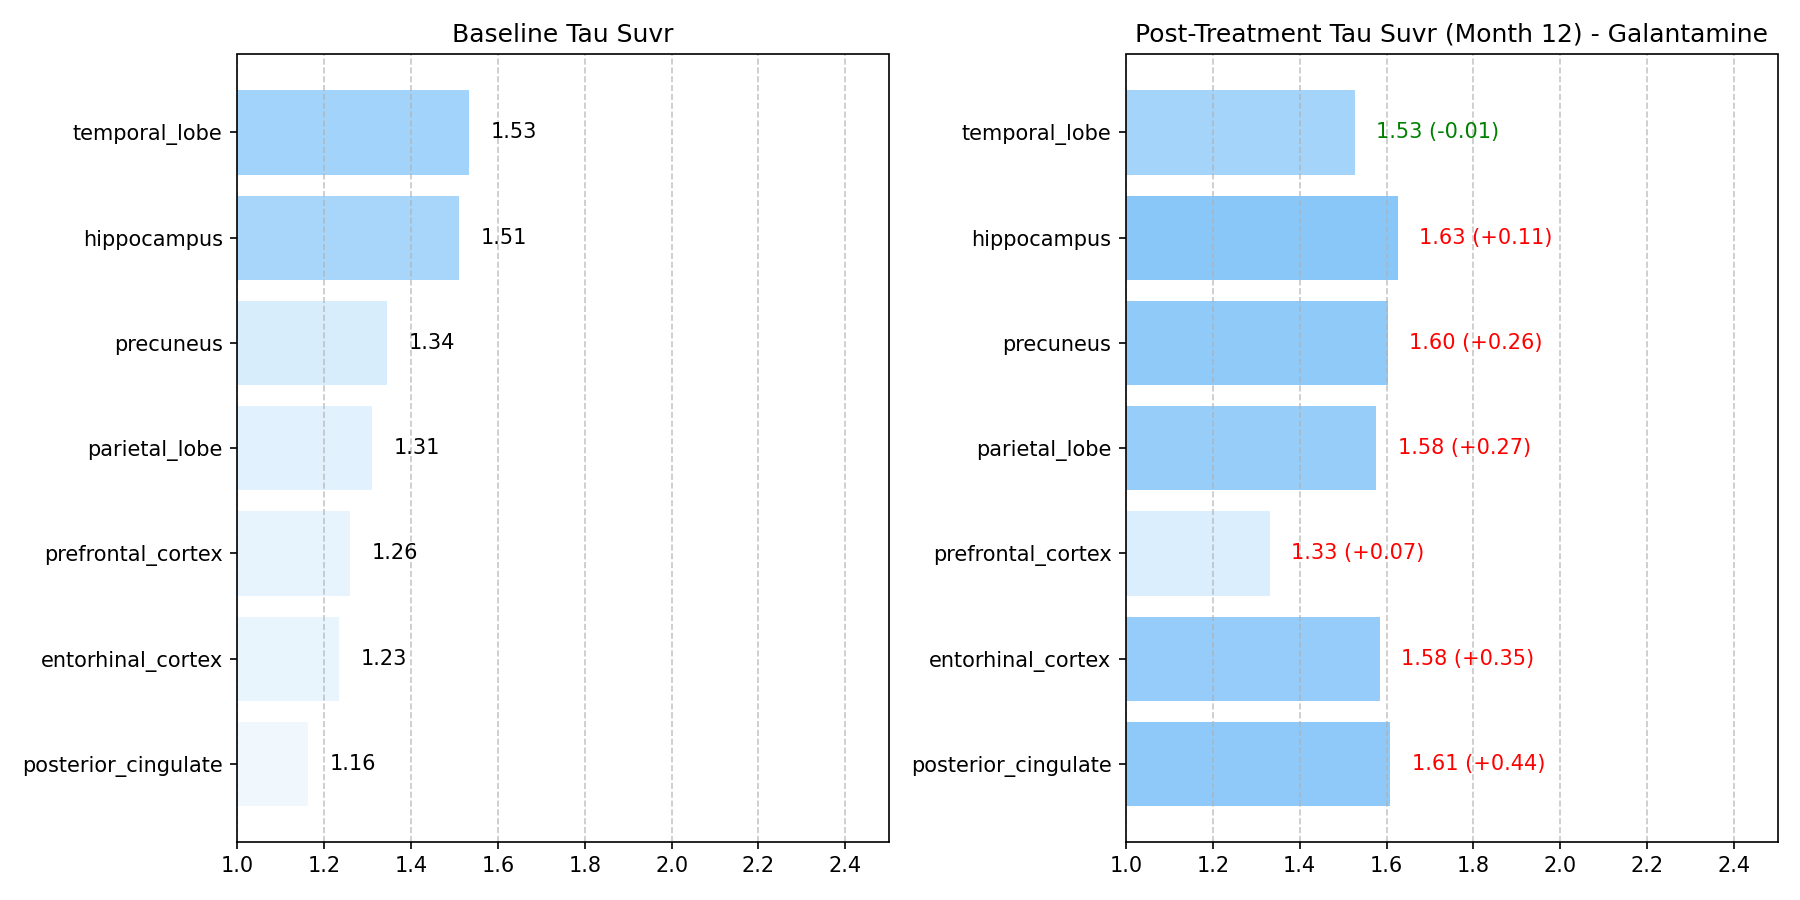 Baseline Tau Suvr
temporal_lobe 1.53
hippocampus 1.51
precuneus 1.34
parietal_lobe 1.31
prefrontal_cortex 1.26
entorhinal_cortex 1.23
posterior_cingulate 1.16
1.0 1.2 1.4 1.6 1.8 2.0 2.2 2.4
Post-Treatment Tau Suvr (Month 12) - Galantamine
temporal_lobe 1.53 (-0.01)
hippocampus 1.63 (+0.11)
precuneus 1.60 (+0.26)
parietal_lobe 1.58 (+0.27)
prefrontal_cortex 1.33 (+0.07)
entorhinal_cortex 1.58 (+0.35)
posterior_cingulate 1.61 (+0.44)
1.0 1.2 1.4 1.6 1.8 2.0 2.2 2.4